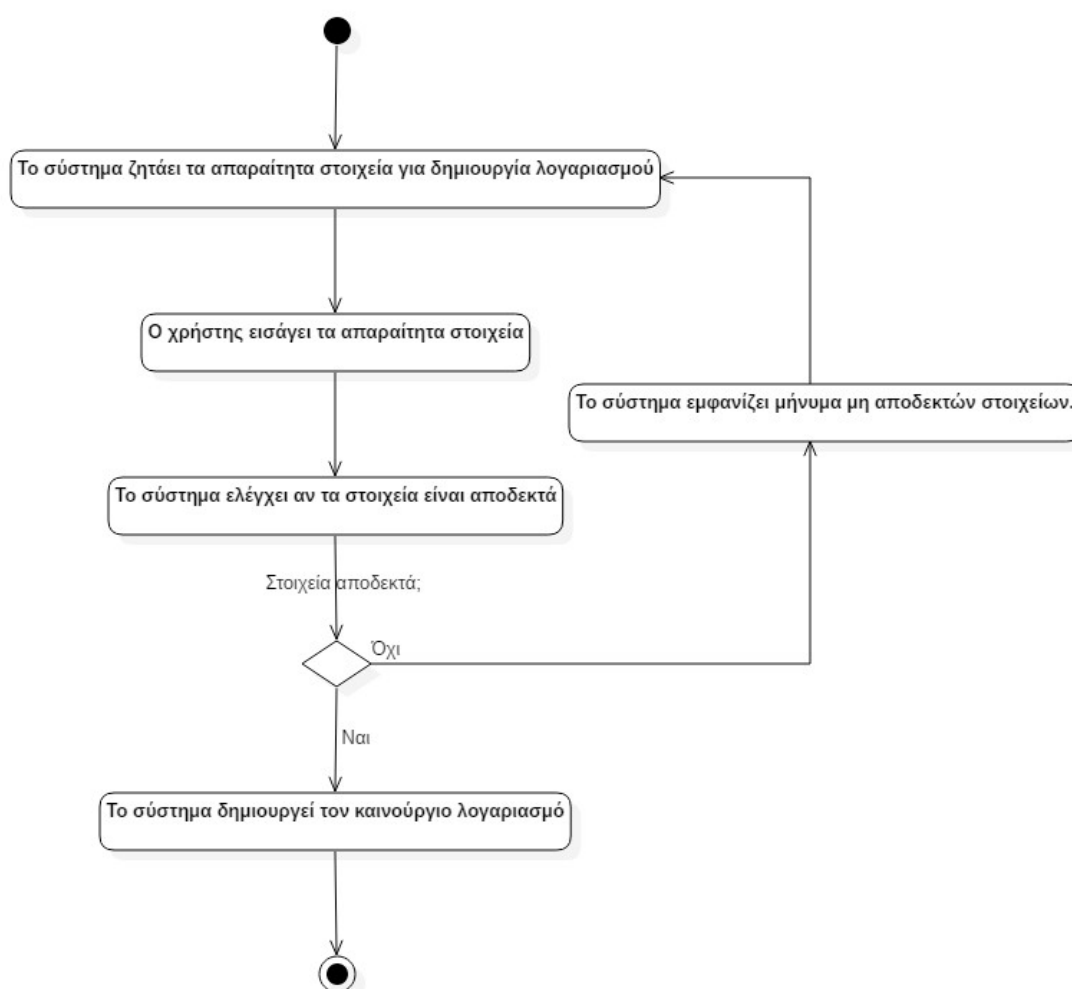 Το σύστημα ζητάει τα απαραίτητα στοιχεία για δημιουργία λογαριασμού
Ο χρήστης εισάγει τα απαραίτητα στοιχεία
Το σύστημα εμφανίζει μήνυμα μη αποδεκτών στοιχείων.
Το σύστημα ελέγχει αν τα στοιχεία είναι αποδεκτά
Στοιχεία αποδεκτά;
Όχι
Ναι
Το σύστημα δημιουργεί τον καινούργιο λογαριασμό